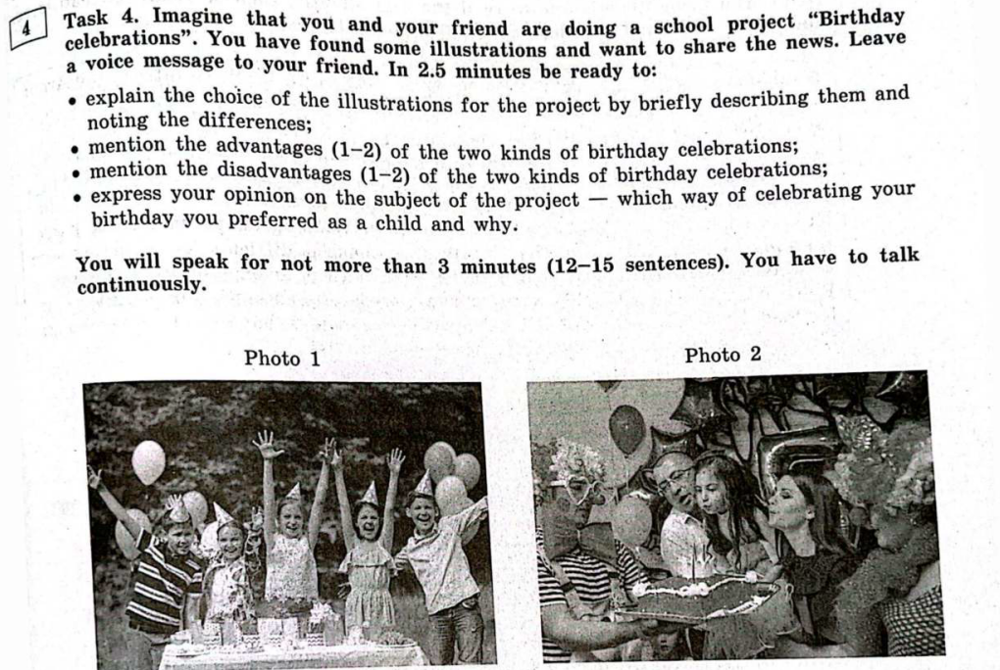 4
Task 4. Imagine that you and your friend are doing a school project “Birthday
celebrations”. You have found some illustrations and want to share the news. Leave
a voice message to your friend. In 2.5 minutes be ready to:
• explain the choice of the illustrations for the project by briefly describing them and
noting the differences;
• mention the advantages (1–2) of the two kinds of birthday celebrations;
• mention the disadvantages (1–2) of the two kinds of birthday celebrations;
• express your opinion on the subject of the project — which way of celebrating your
birthday you preferred as a child and why.
You will speak for not more than 3 minutes (12–15 sentences). You have to talk
continuously.
Photo 1
Photo 2